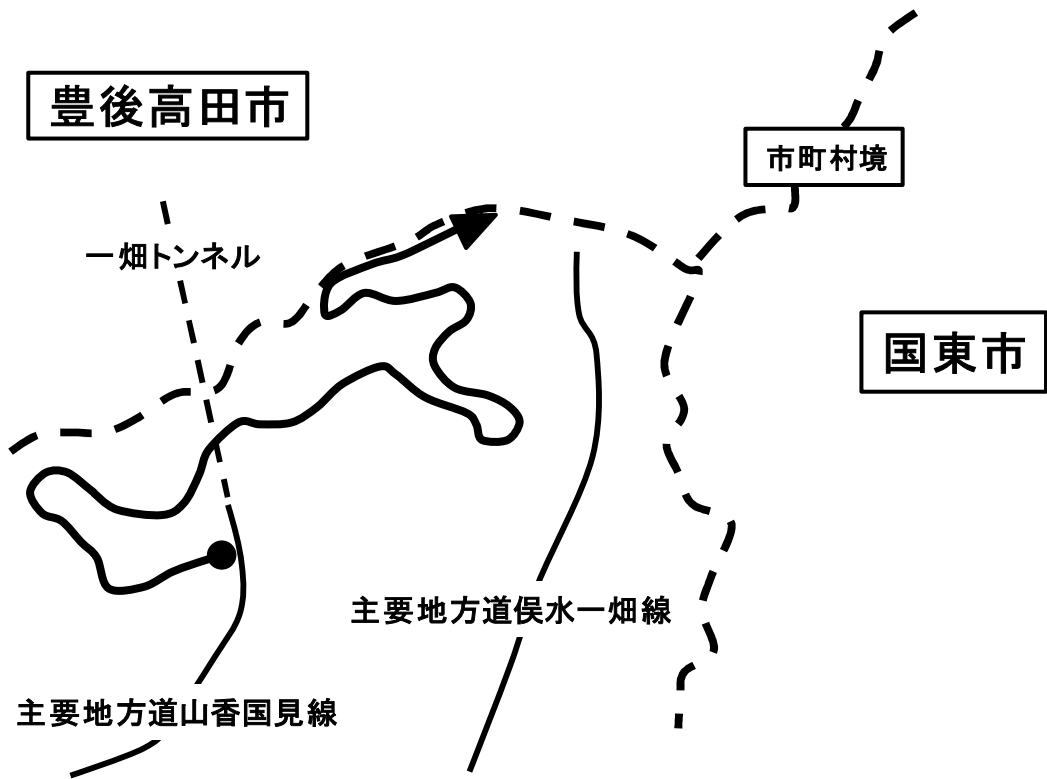 豊後高田市
市町村境
一畑トンネル
国東市
主要地方道俣水一畑線
主要地方道山香国見線